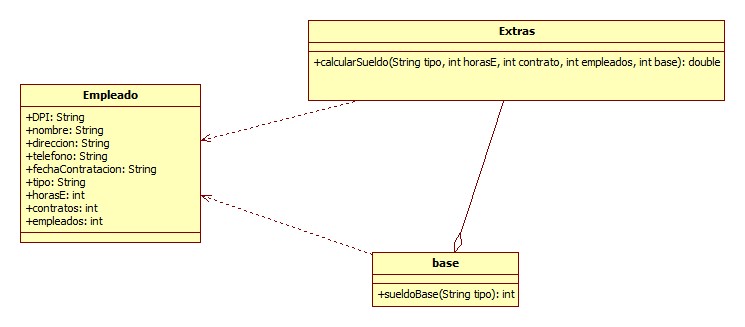 Extras
+calcularSueldo(String tipo, int horasE, int contrato, int empleados, int base): double
Empleado
+DPI: String
+nombre: String
+direccion: String
+telefono: String
+fechaContratacion: String
+tipo: String
+horasE: int
+contratos: int
+empleados: int
base
+sueldoBase(String tipo): int